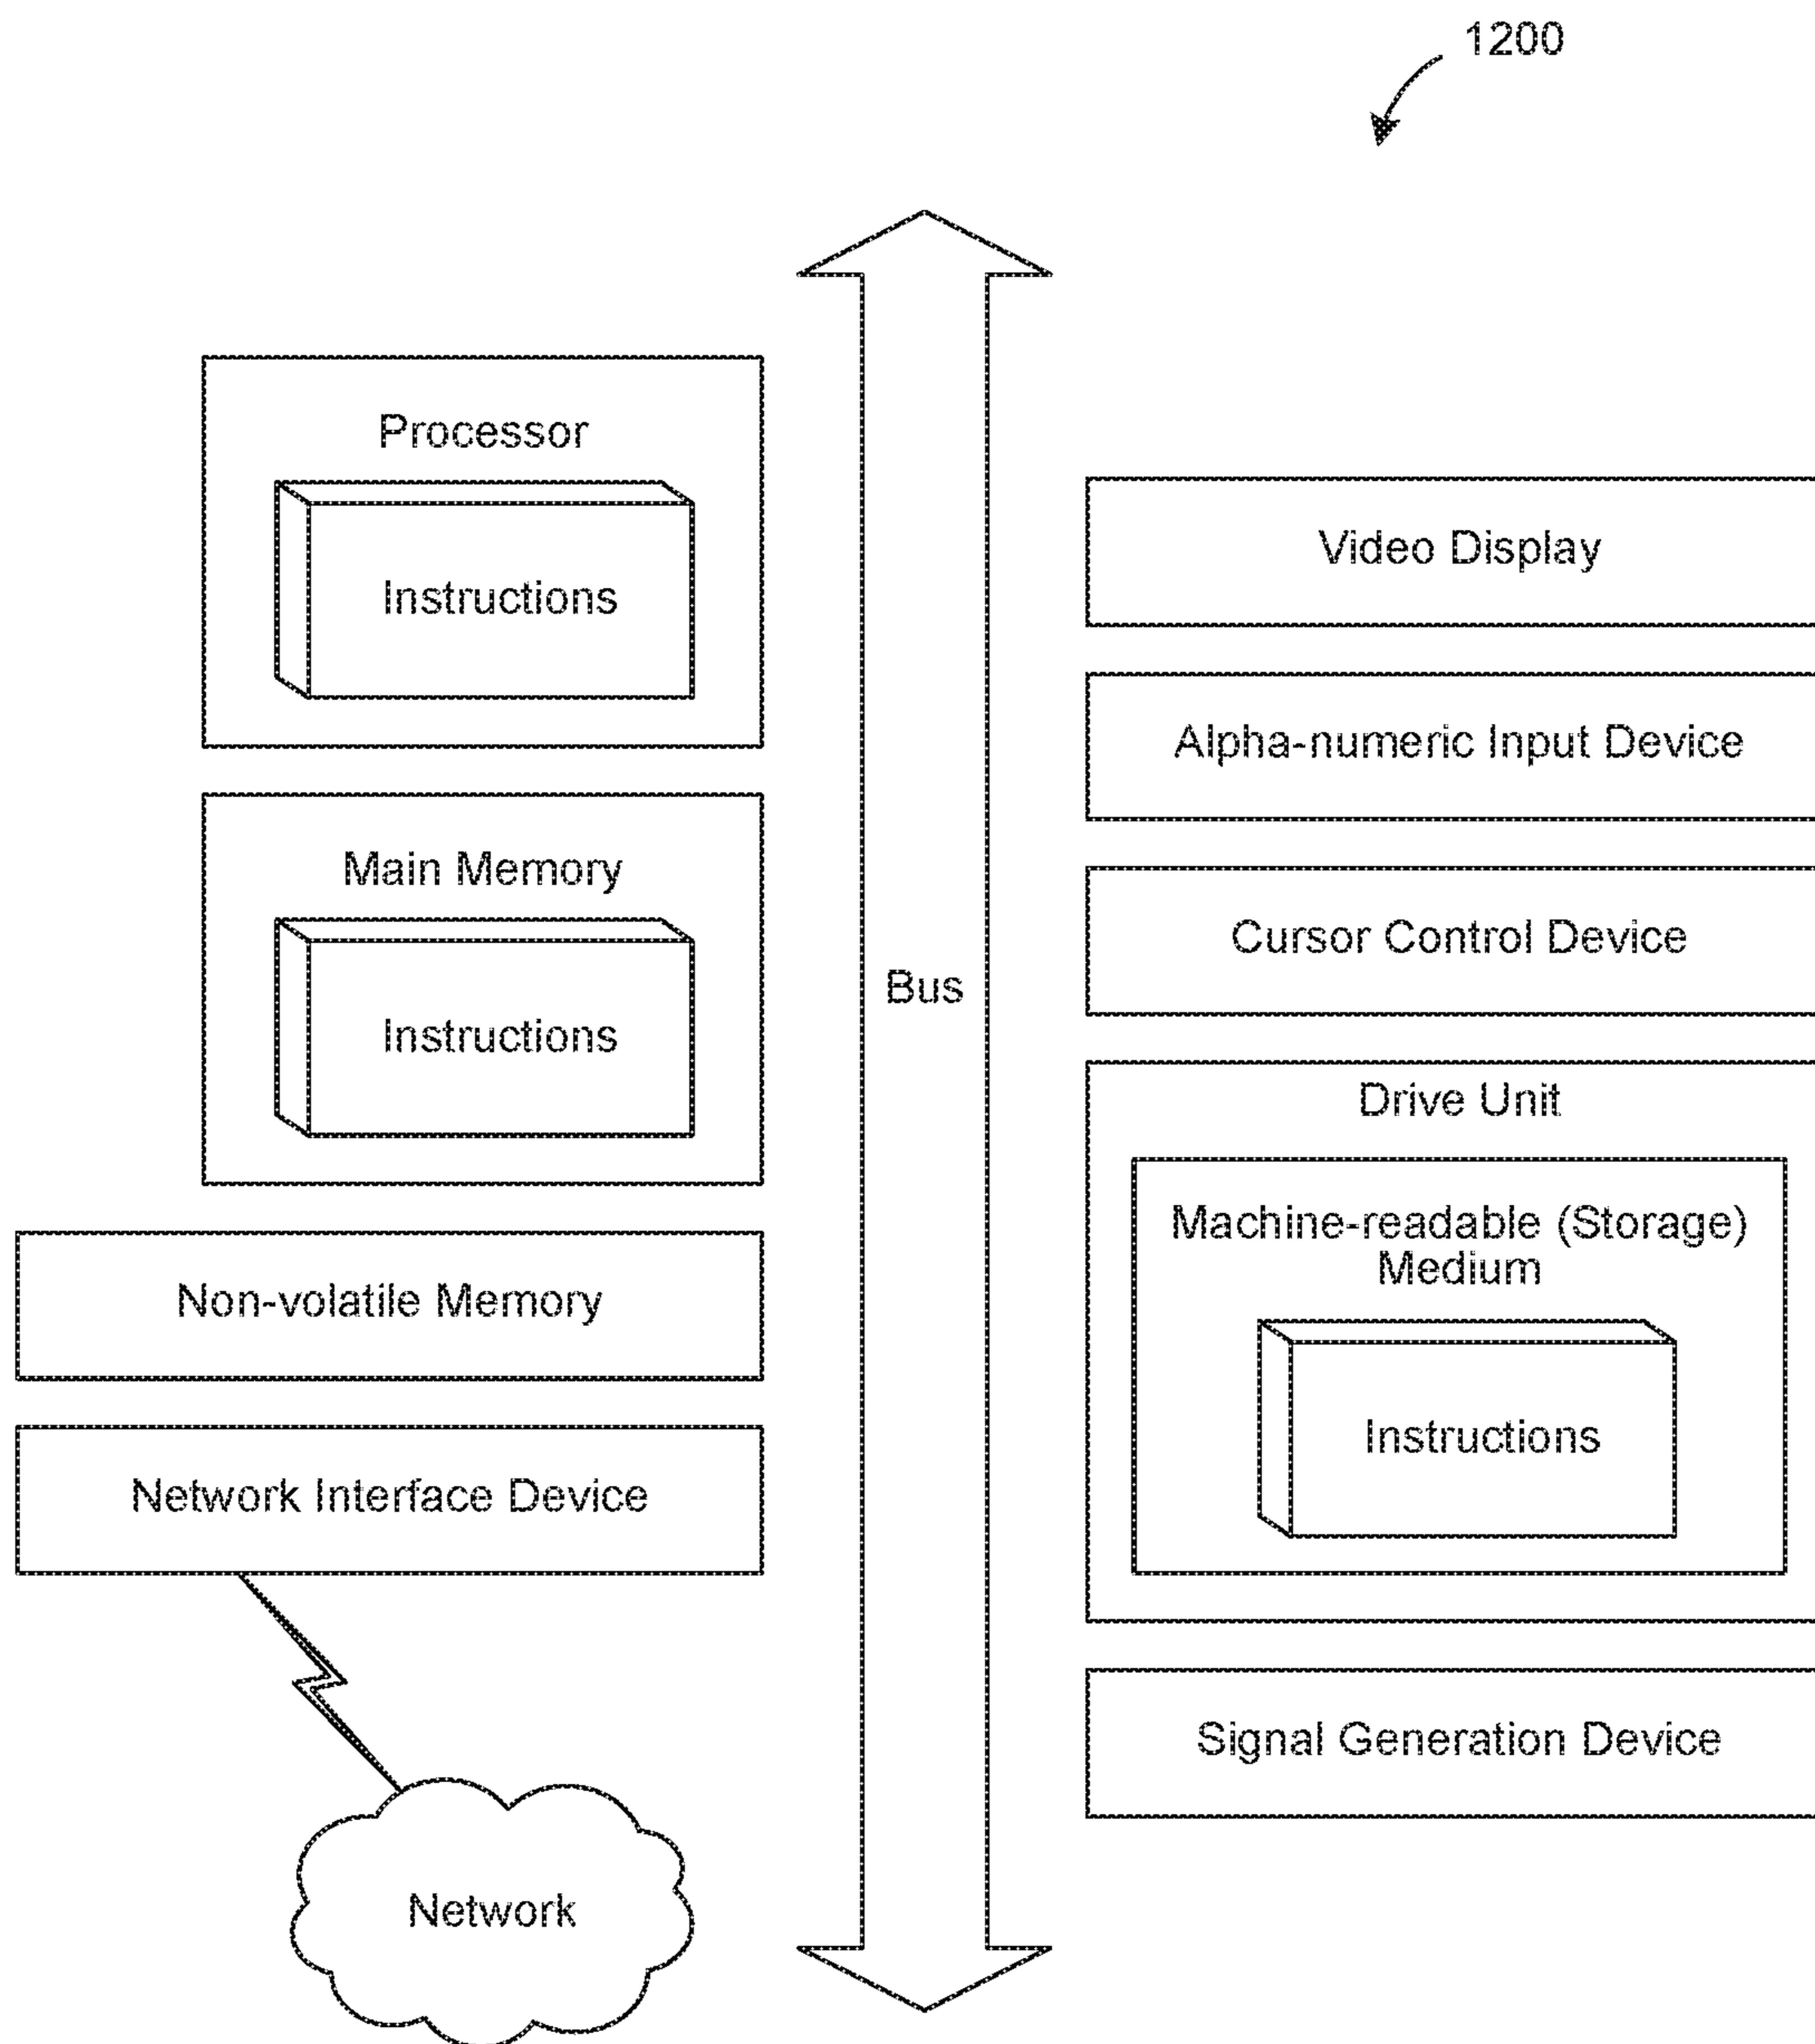 1200
Processor
Instructions
Main Memory
Instructions
Non-volatile Memory
Network Interface Device
Network
Bus
Video Display
Alpha-numeric Input Device
Cursor Control Device
Drive Unit
Machine-readable (Storage)
Medium
Instructions
Signal Generation Device